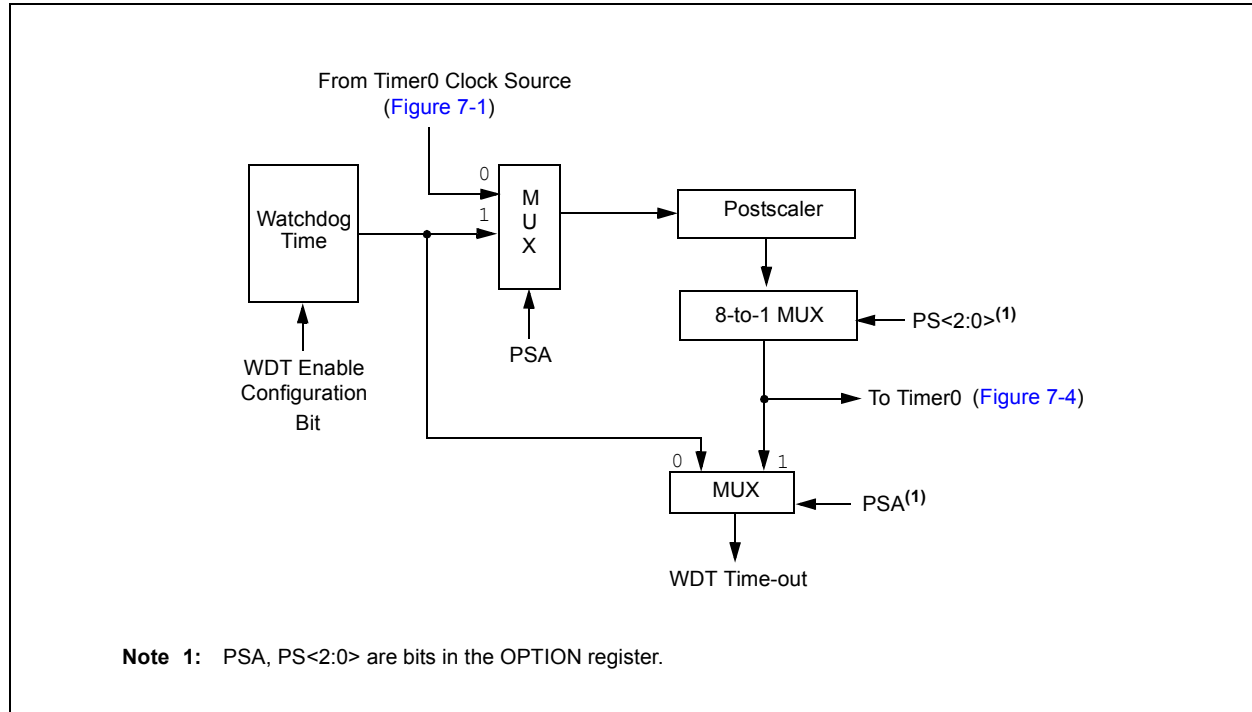 From Timer0 Clock Source
(Figure 7-1)
0
1
M
U
X
Watchdog
Time
Postscaler
8-to-1 MUX
PS<2:0>(1)
PSA
WDT Enable
Configuration
Bit
To Timer0 (Figure 7-4)
0
1
MUX
PSA(1)
WDT Time-out
Note 1: PSA, PS<2:0> are bits in the OPTION register.